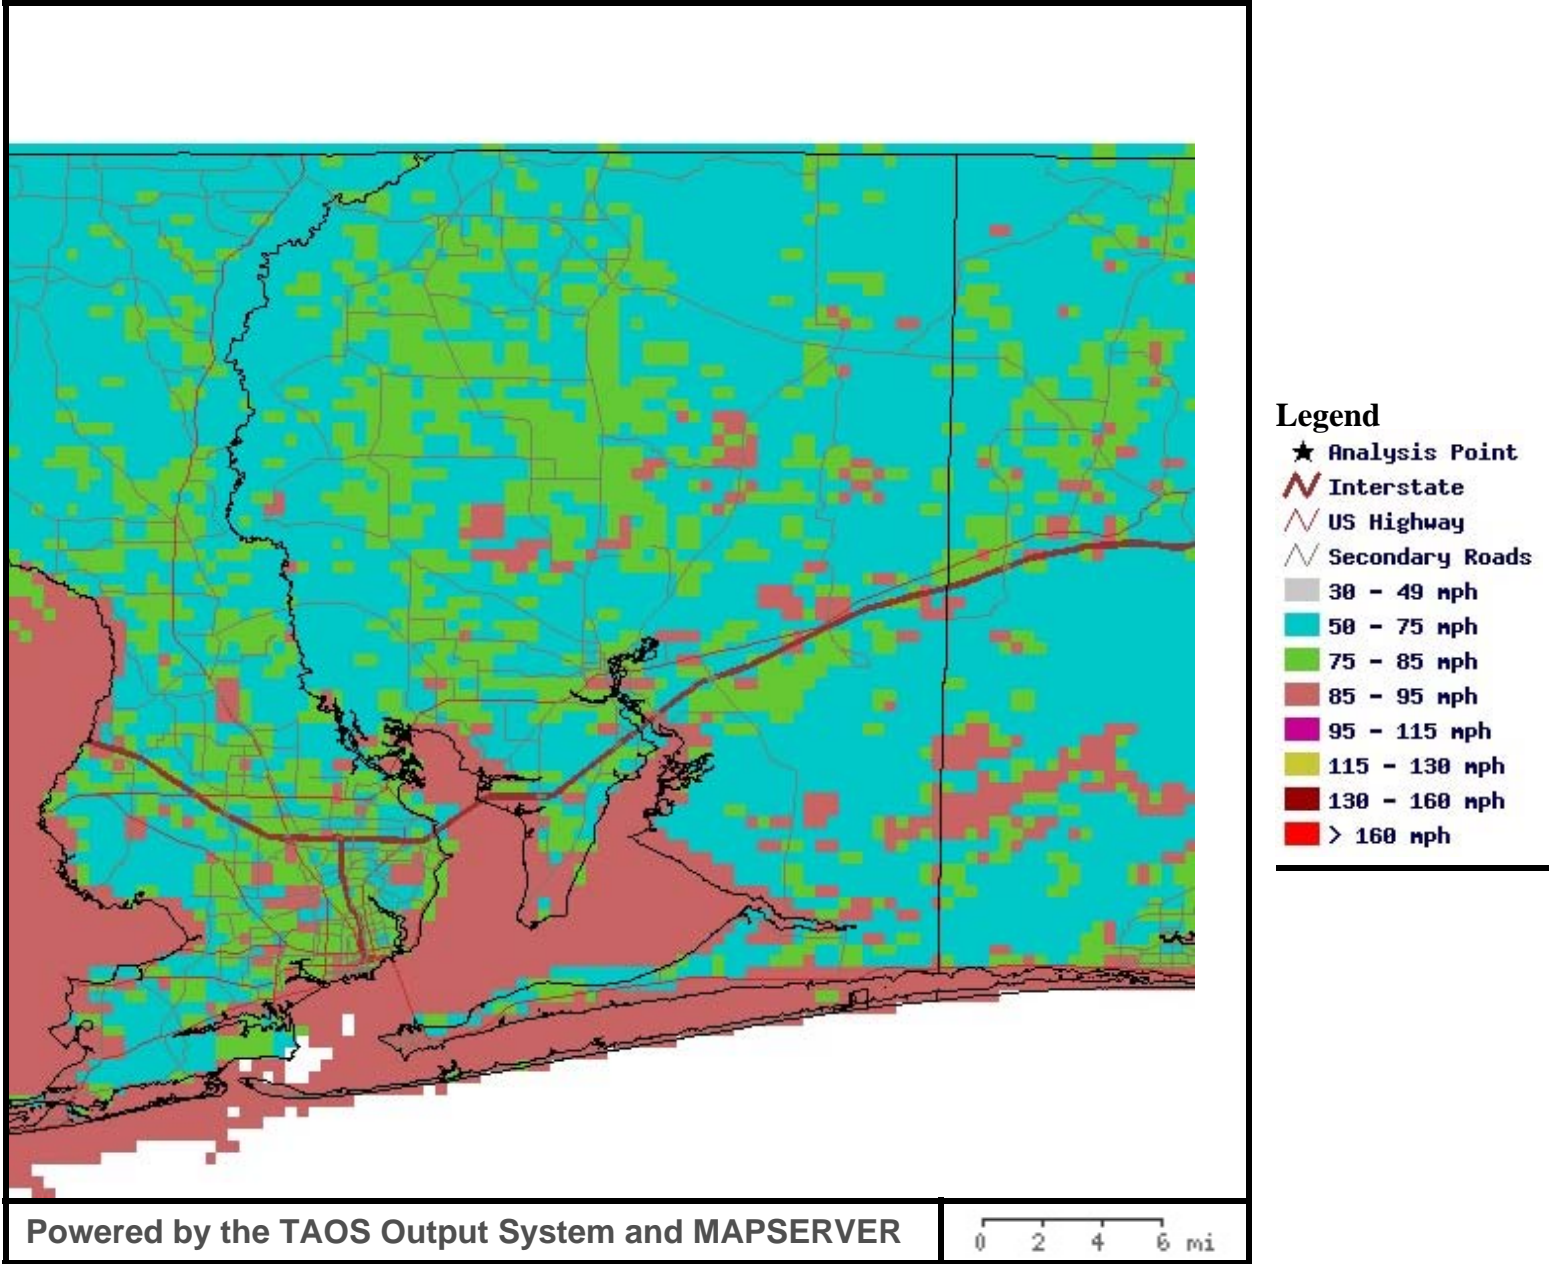 Legend
Analysis Point
Interstate
US Highway
Secondary Roads
30 - 49 mph
50 - 75 mph
75 - 85 mph
85 - 95 mph
95 - 115 mph
115 - 130 mph
130 - 160 mph
> 160 mph
Powered by the TAOS Output System and MAPSERVER
0 2 4 6 mi